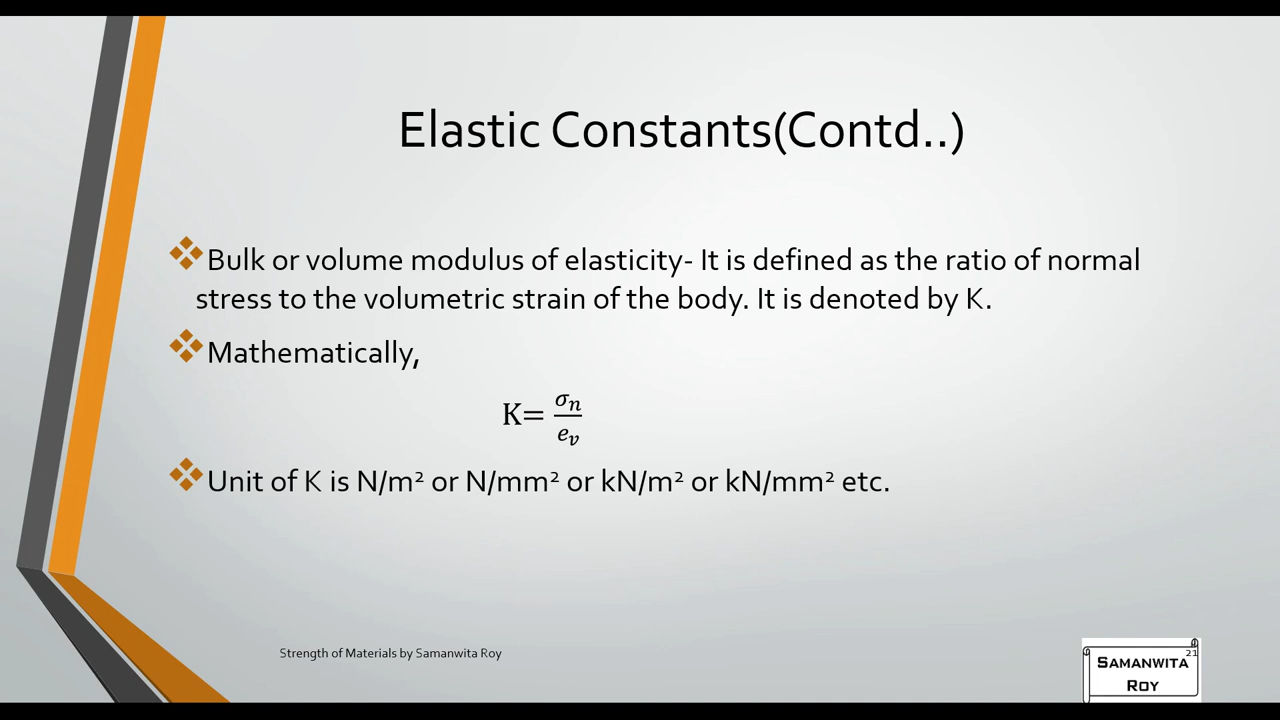 Elastic Constants(Contd..)
Bulk or volume modulus of elasticity- It is defined as the ratio of normal
stress to the volumetric strain of the body. It is denoted by K.
Mathematically,
K= σₙ/eᵥ
Unit of K is N/m² or N/mm² or kN/m² or kN/mm² etc.
Strength of Materials by Samanwita Roy
21
SAMANWITA
ROY